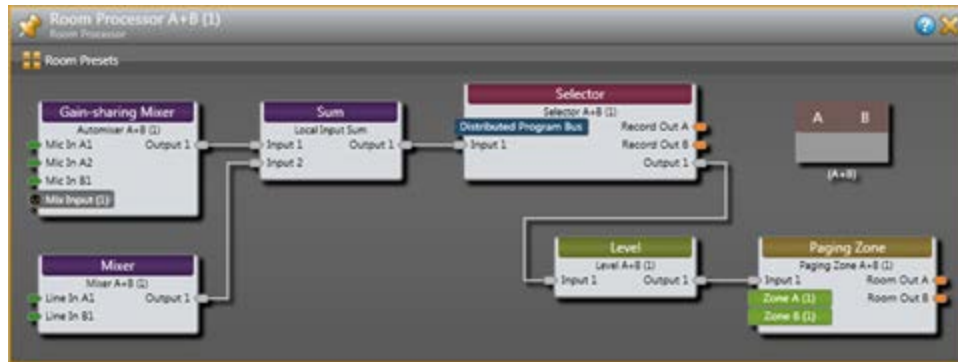 Room Processor A+B (1)
Room Processor
Room Presets
Gain-sharing Mixer
Automixer A+B (1)
Mic In A1 Output 1
Mic In A2
Mic In B1
Mix Input (1)
Sum
Local Input Sum
Input 1 Output 1
Input 2
Selector
Selector A+B (1)
Distributed Program Bus Record Out A
Input 1 Record Out B
Output 1
A B
(A+B)
Mixer
Mixer A+B (1)
Line In A1 Output 1
Line In B1
Level
Level A+B (1)
Input 1 Output 1
Paging Zone
Paging Zone A+B (1)
Input 1 Room Out A
Zone A (1) Room Out B
Zone B (1)